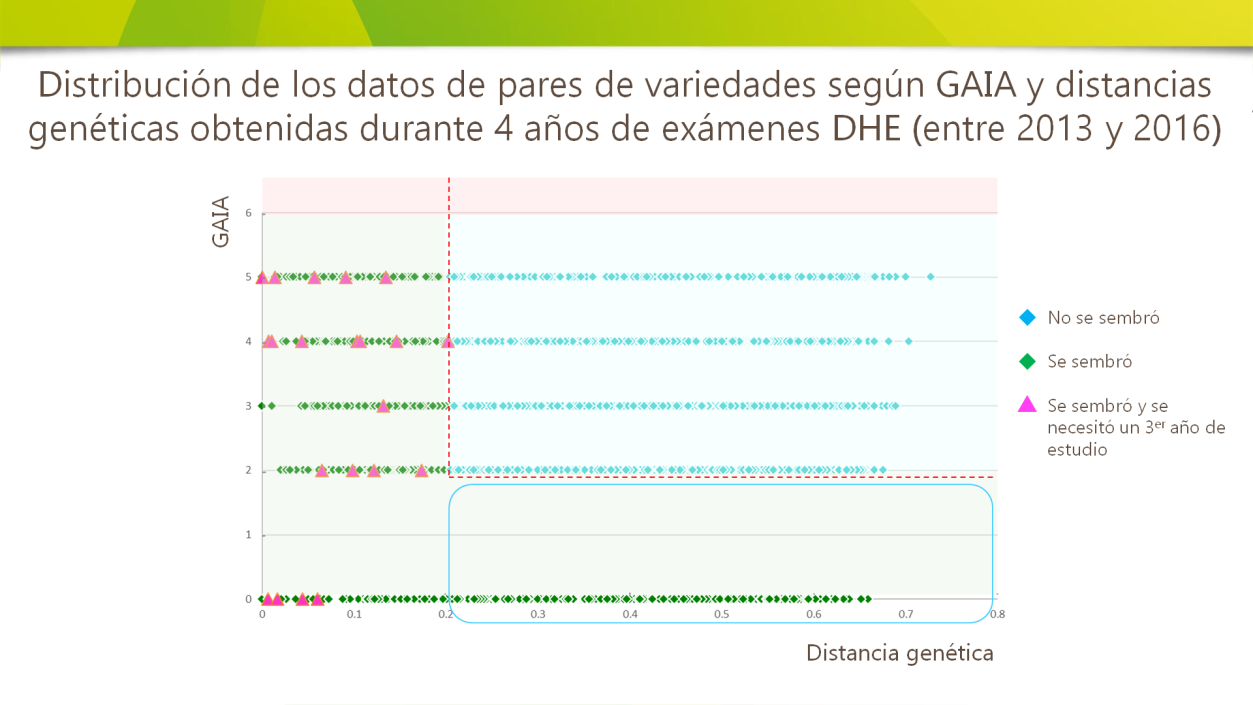 Distribución de los datos de pares de variedades según GAIA y distancias
genéticas obtenidas durante 4 años de exámenes DHE (entre 2013 y 2016)
GAIA
6
5
4
3
2
1
0
0 0.1 0.2 0.3 0.4 0.5 0.6 0.7 0.8
Distancia genética
No se sembró
Se sembró
Se sembró y se
necesitó un 3er año de
estudio